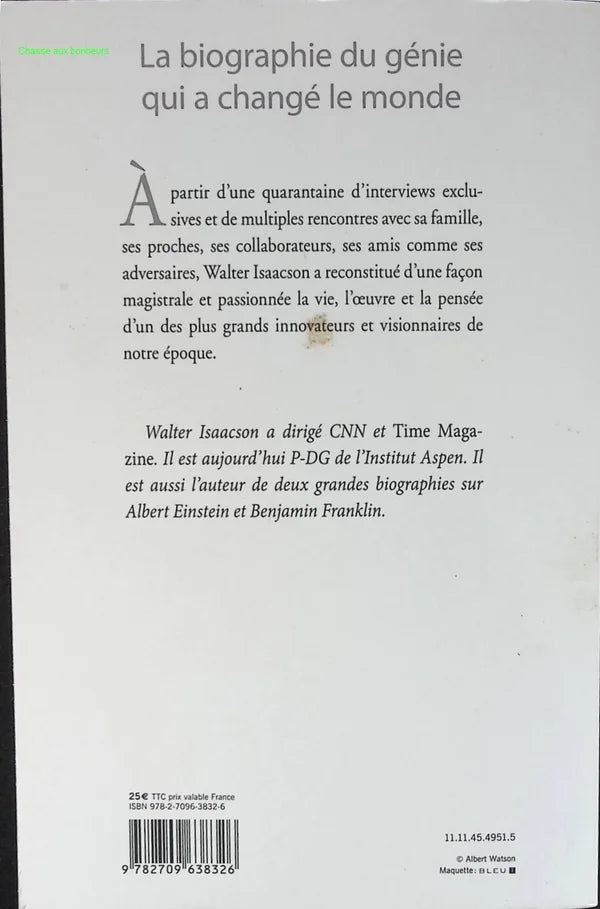 Chasse aux bonbeurs
La biographie du génie
qui a changé le monde
À partir d'une quarantaine d'interviews exclu-
sives et de multiples rencontres avec sa famille,
ses proches, ses collaborateurs, ses amis comme ses
adversaires, Walter Isaacson a reconstitué d'une façon
magistrale et passionnée la vie, l'œuvre et la pensée
d'un des plus grands innovateurs et visionnaires de
notre époque.
Walter Isaacson a dirigé CNN et Time Maga-
zine. Il est aujourd'hui P-DG de l'Institut Aspen. Il
est aussi l'auteur de deux grandes biographies sur
Albert Einstein et Benjamin Franklin.
25€ TTC prix valable France
ISBN 978-2-7096-3832-6
9 782709 638326
11.11.45.4951.5
© Albert Watson
Maquette : BLEU T